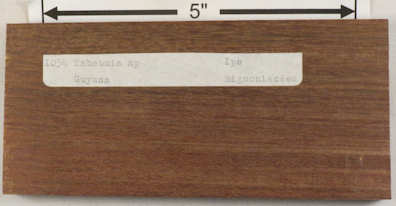 5"
1034 Tabebuia sp Ipe
Guyana Bignoniaceae